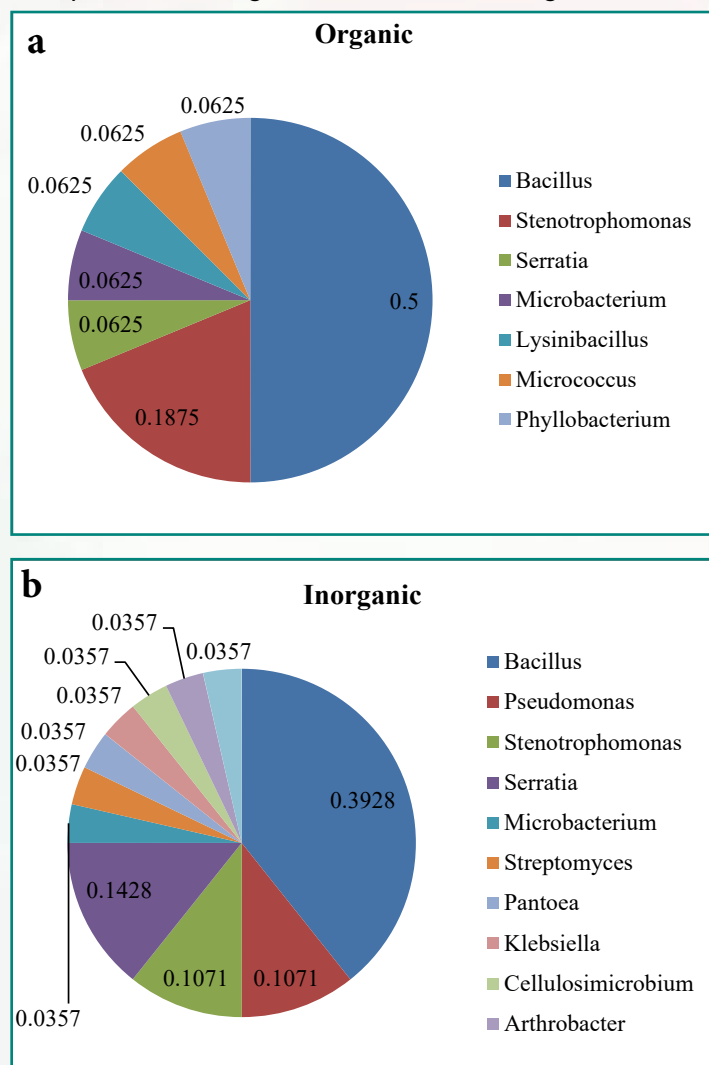 a
Organic
0.0625
0.0625
0.0625
0.0625
0.0625
0.1875
0.5
Bacillus
Stenotrophomonas
Serratia
Microbacterium
Lysinibacillus
Micrococcus
Phyllobacterium
b
Inorganic
0.0357
0.0357
0.0357
0.0357
0.0357
0.0357
0.3928
0.1428
0.1071
0.1071
0.0357
Bacillus
Pseudomonas
Stenotrophomonas
Serratia
Microbacterium
Streptomyces
Pantoea
Klebsiella
Cellulosimicrobium
Arthrobacter